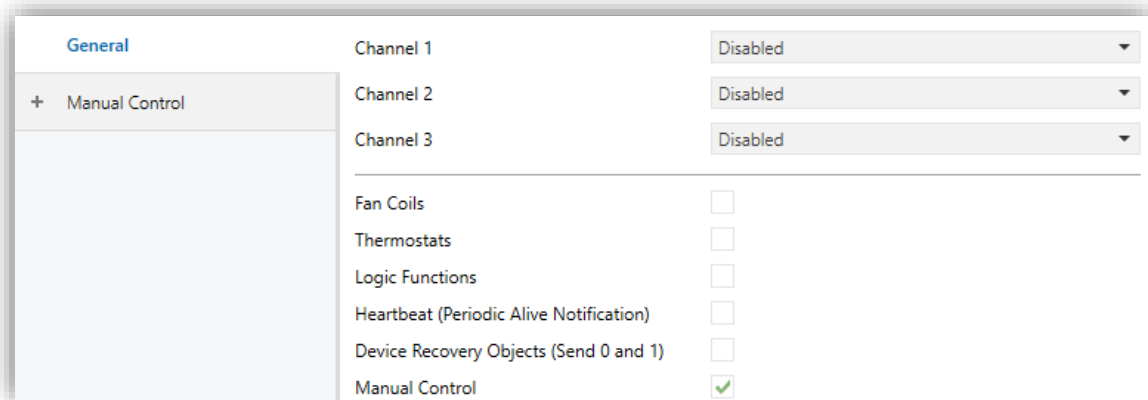 General
+ Manual Control
Channel 1 Disabled
Channel 2 Disabled
Channel 3 Disabled
Fan Coils
Thermostats
Logic Functions
Heartbeat (Periodic Alive Notification)
Device Recovery Objects (Send 0 and 1)
Manual Control